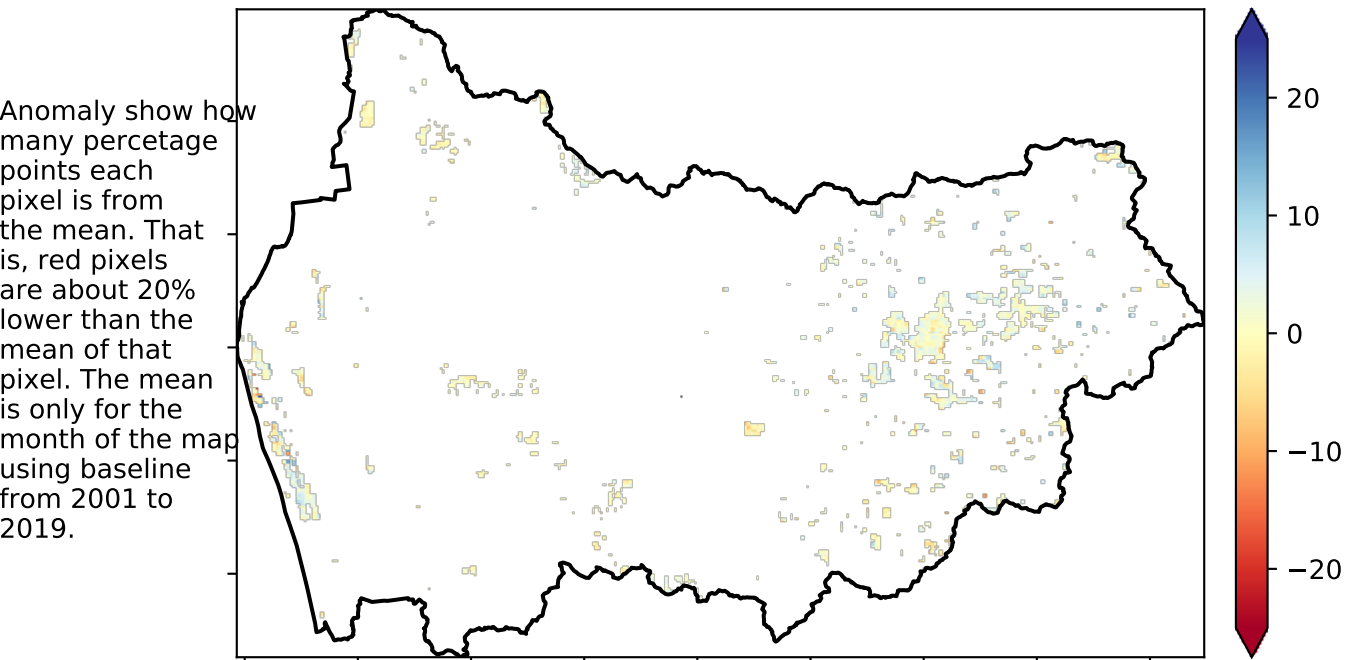 Anomaly show how
many percetage
points each
pixel is from
the mean. That
is, red pixels
are about 20%
lower than the
mean of that
pixel. The mean
is only for the
month of the map
using baseline
from 2001 to
2019.
20
10
0
−10
−20